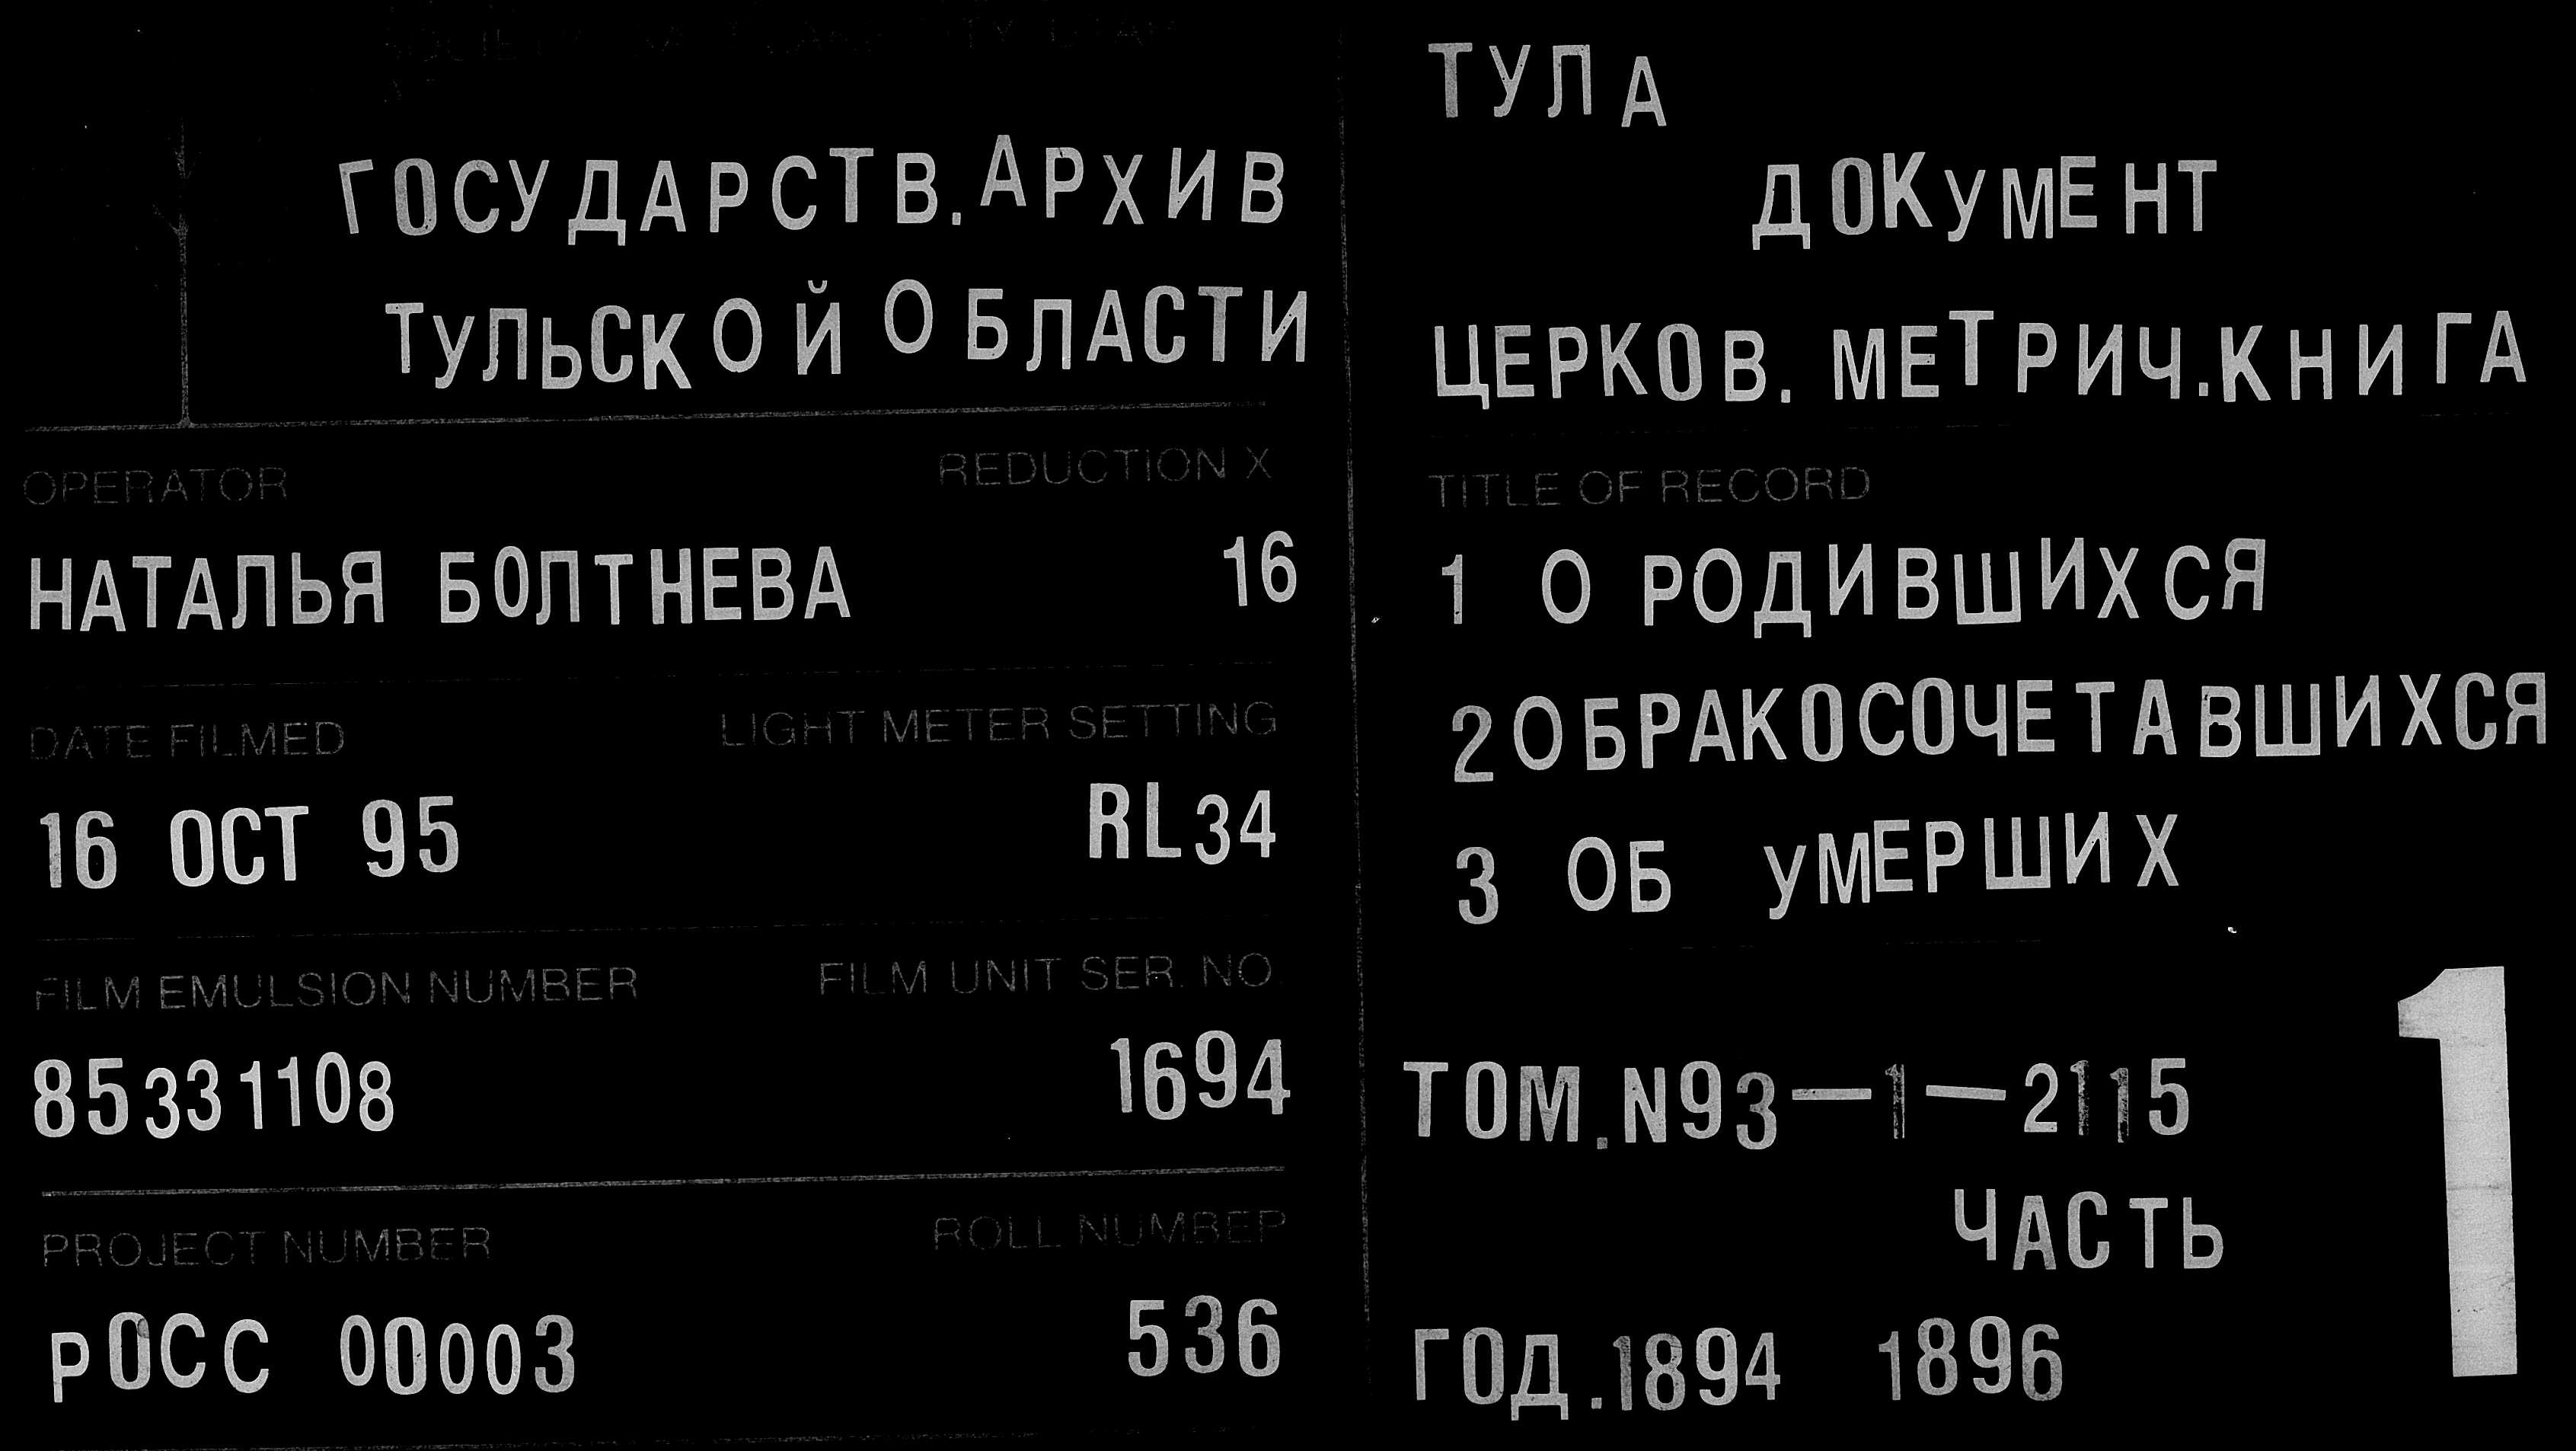 ГОСУДАРСТВ. АРХИВ
ТУЛЬСКОЙ ОБЛАСТИ
OPERATOR REDUCTION X
НАТАЛЬЯ БОЛТНЕВА 16
DATE FILMED LIGHT METER SETTING
16 ОСТ 95 RL34
FILM EMULSION NUMBER FILM UNIT SER. NO.
85331108 1694
PROJECT NUMBER ROLL NUMBER
РОСС 00003 536
ТУЛА
ДОКУМЕНТ
ЦЕРКОВ. МЕТРИЧ. КНИГА
TITLE OF RECORD
1 О РОДИВШИХСЯ
2 О БРАКОСОЧЕТАВШИХСЯ
3 ОБ УМЕРШИХ
ТОМ. N93-1-2115
ЧАСТЬ 1
ГОД. 1894 1896